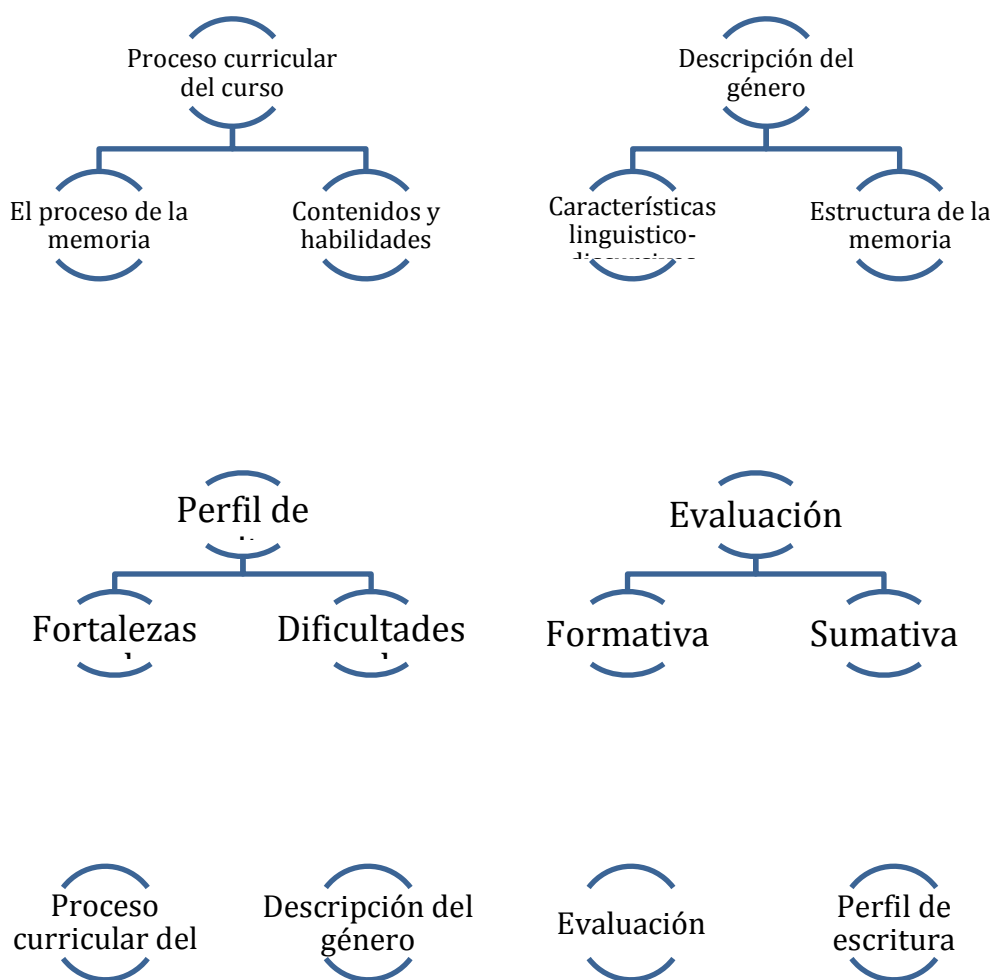 Proceso curricular
del curso
El proceso de la
memoria
Contenidos y
habilidades
Descripción del
género
Características
linguistico-
Estructura de la
memoria
Perfil de
Fortalezas
Dificultades
Evaluación
Formativa
Sumativa
Proceso
curricular del
Descripción del
género
Evaluación
Perfil de
escritura